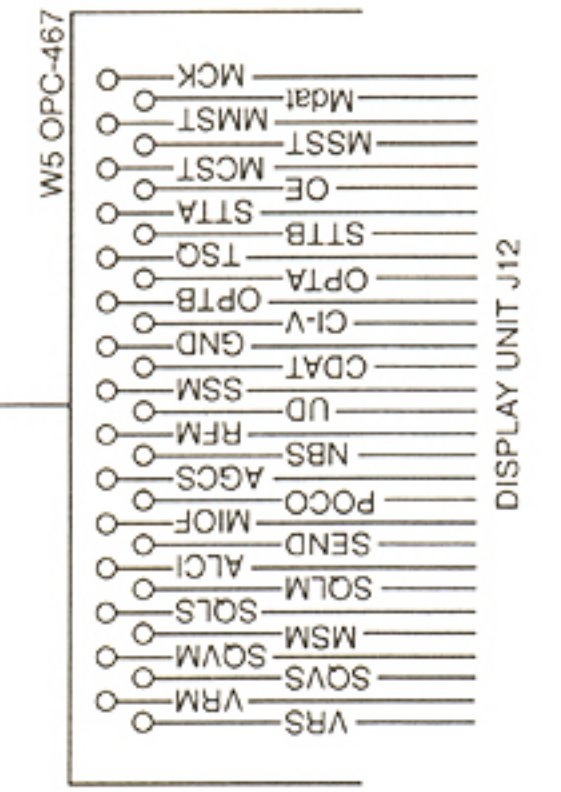 W5 OPC-467
MCK
Mdat
MMST
MSST
MCST
OE
STTA
STTB
TSQ
OPTA
OPTB
CI-V
GND
CDAT
SSM
UD
RFM
NBS
AGCS
POCO
MIOF
SEND
ALCI
SQLM
SQLS
MSM
SQVM
SQVS
VRM
VRS
DISPLAY UNIT J12